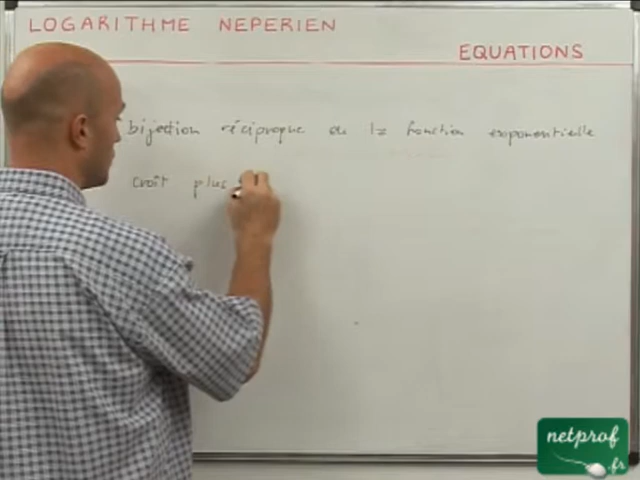 LOGARITHME NEPERIEN
EQUATIONS
bijection réciproque de la fonction exponentielle
croît plus
netprof
.fr